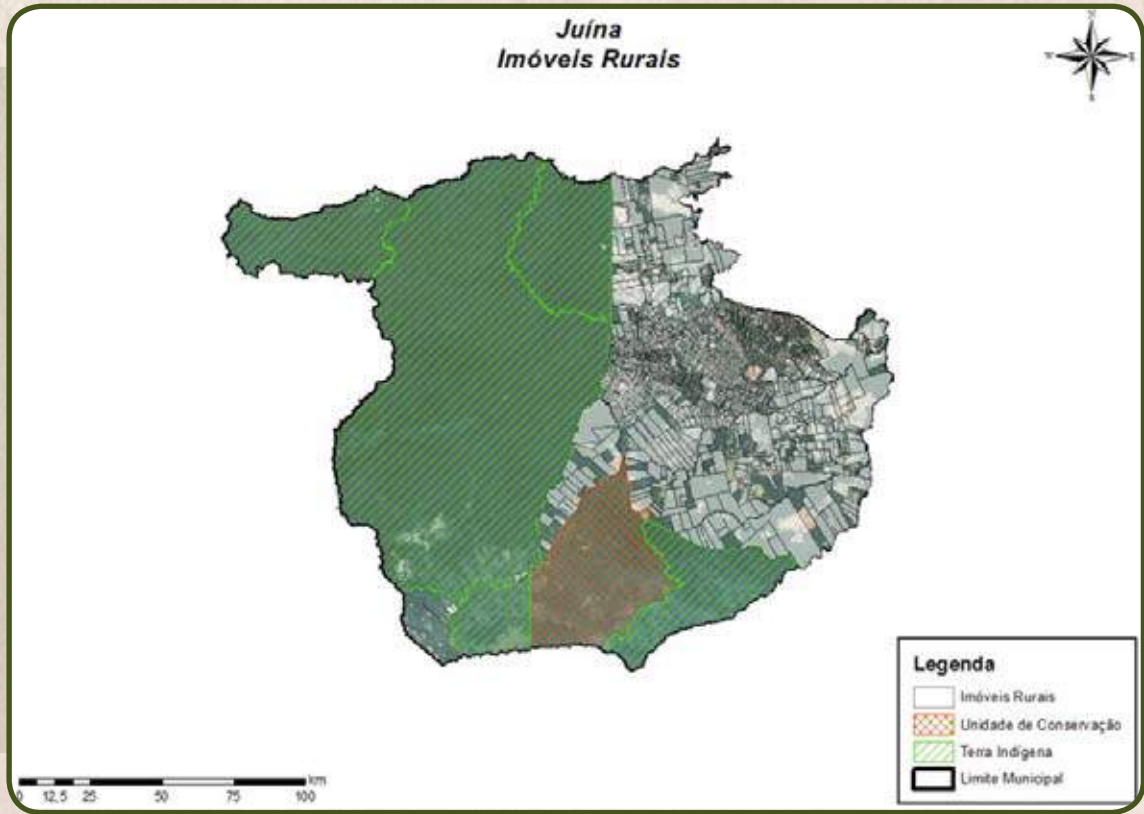 Juína
Imóveis Rurais
N
S
Legenda
Imóveis Rurais
Unidade de Conservação
Terra Indígena
Limite Municipal
km
0 12,5 25 50 75 100